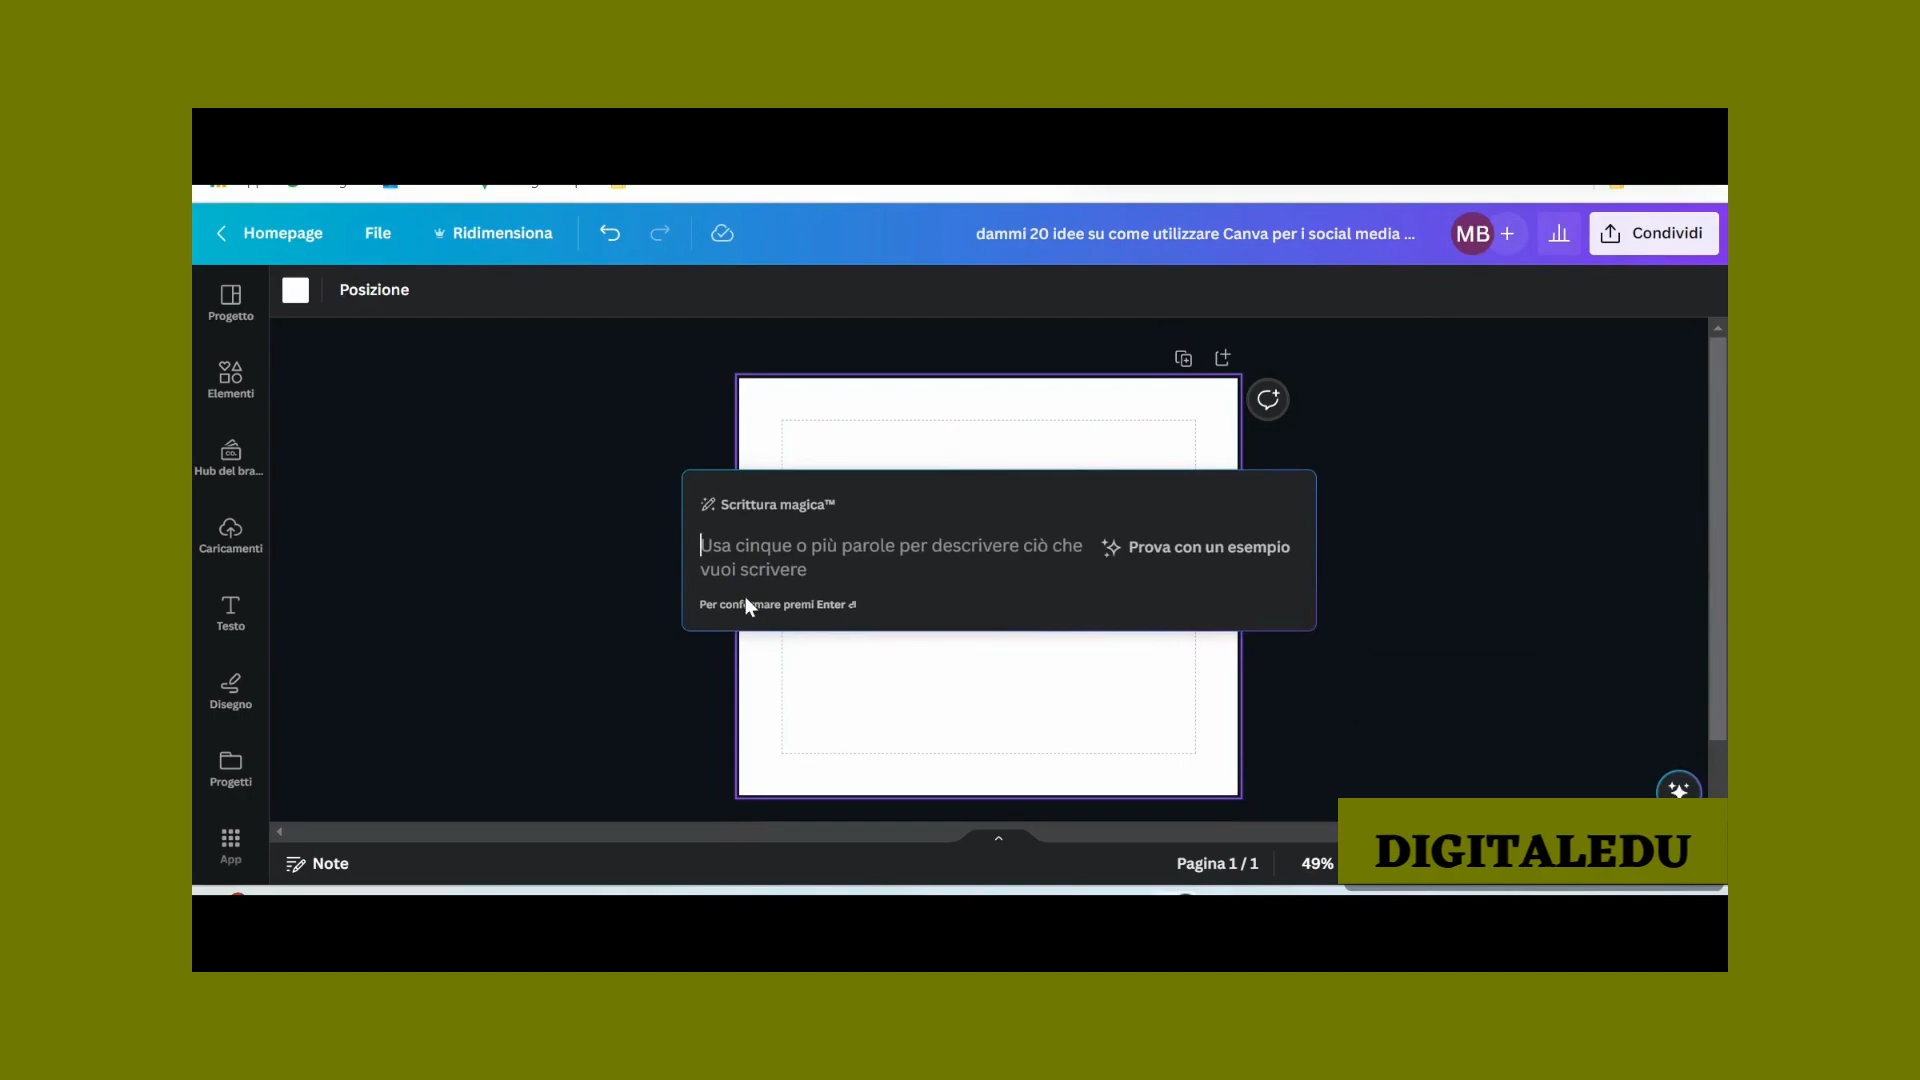 Homepage
File
Ridimensiona
dammi 20 idee su come utilizzare Canva per i social media ...
MB
Condividi
Progetto
Posizione
Elementi
CO.
Hub del bra...
Caricamenti
Scrittura magica™
Usa cinque o più parole per descrivere ciò che
vuoi scrivere
Prova con un esempio
Per confermare premi Enter
Testo
Disegno
Progetti
App
Note
Pagina 1 / 1
49%
DIGITALEDU